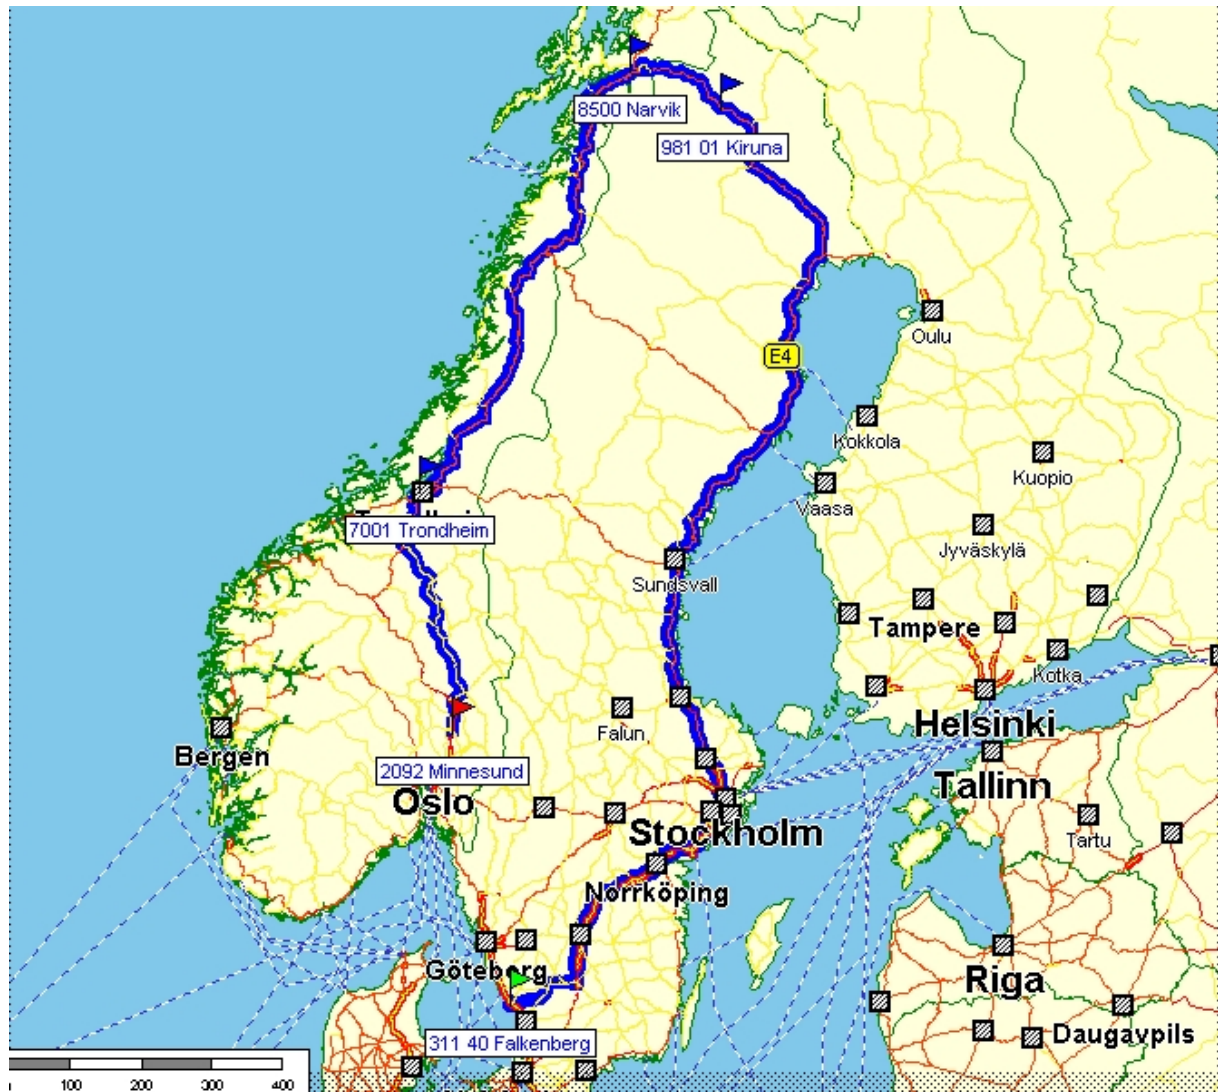 8500 Narvik
981 01 Kiruna
Oulu
E4
Kokkola
Kuopio
Vaasa
7001 Trondheim
Jyväskylä
Sundsvall
Tampere
Kotka
Helsinki
Falun
Bergen
2092 Minnesund
Oslo
Tallinn
Stockholm
Tartu
Norrköping
Göteborg
Riga
Daugavpils
311 40 Falkenberg
100 200 300 400